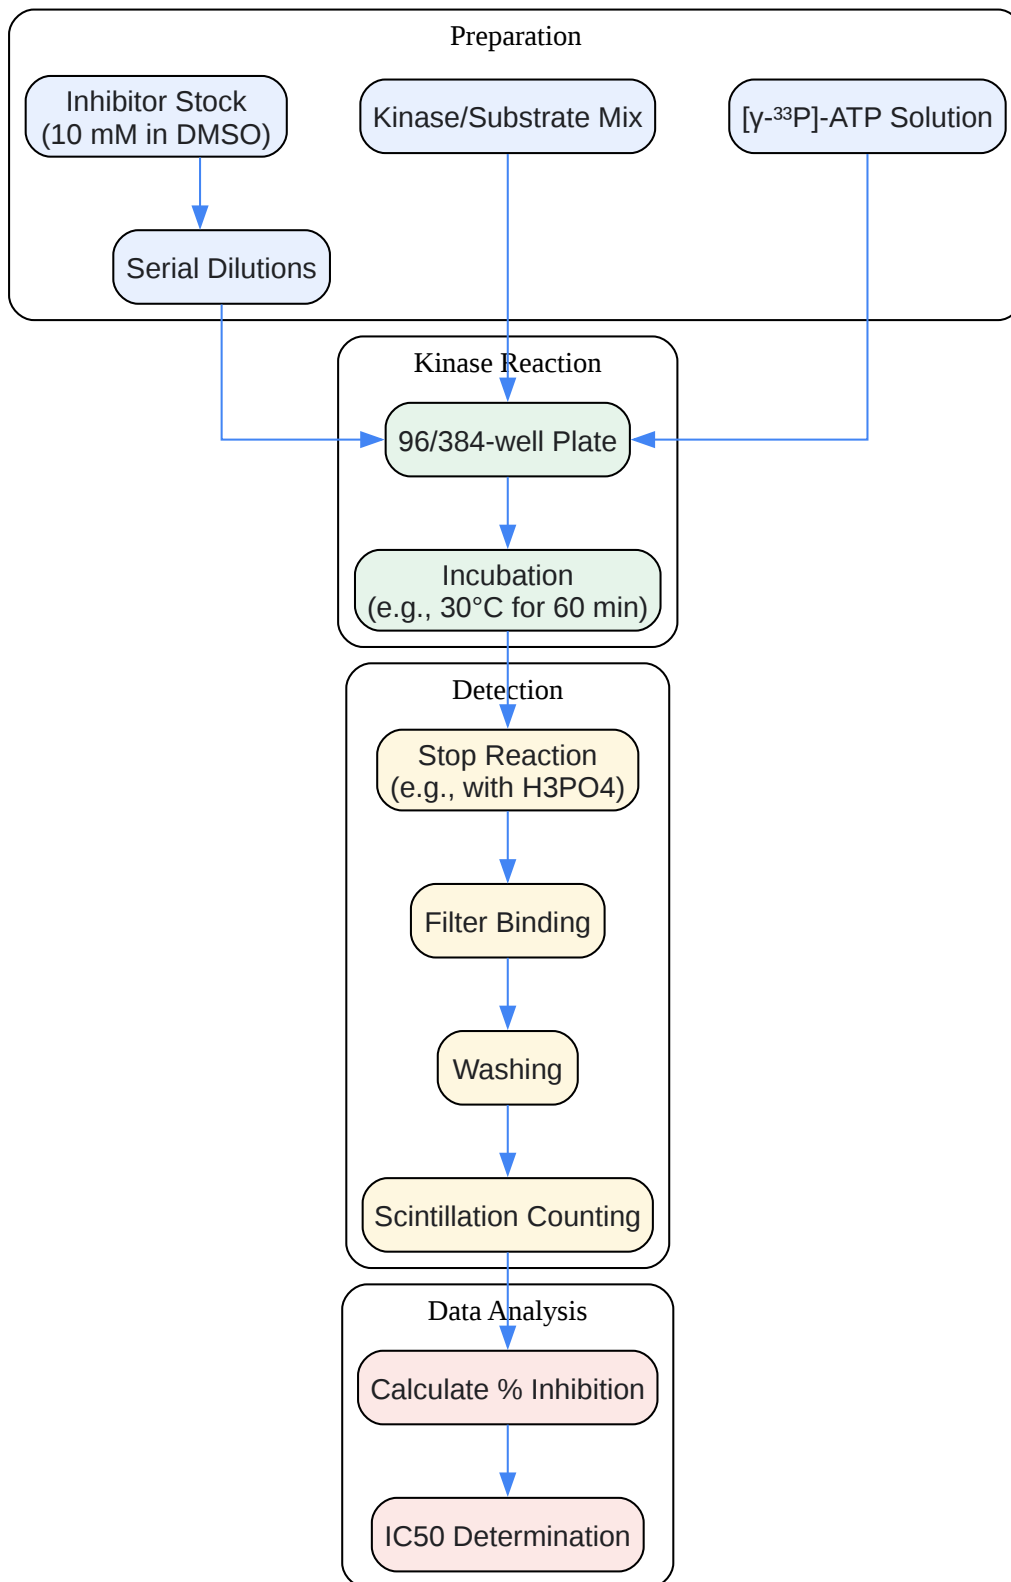 Preparation
Inhibitor Stock
(10 mM in DMSO)
Kinase/Substrate Mix
[γ-³³P]-ATP Solution
Serial Dilutions
Kinase Reaction
96/384-well Plate
Incubation
(e.g., 30°C for 60 min)
Detection
Stop Reaction
(e.g., with H3PO4)
Filter Binding
Washing
Scintillation Counting
Data Analysis
Calculate % Inhibition
IC50 Determination